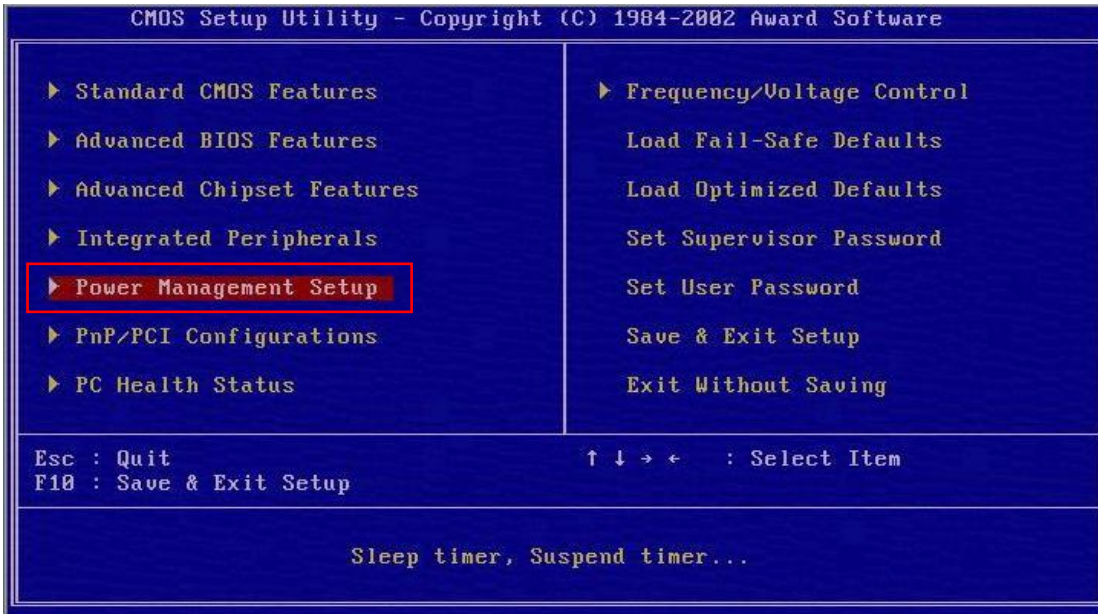 CMOS Setup Utility - Copyright (C) 1984-2002 Award Software
Standard CMOS Features
Advanced BIOS Features
Advanced Chipset Features
Integrated Peripherals
Power Management Setup
PnP/PCI Configurations
PC Health Status
Frequency/Voltage Control
Load Fail-Safe Defaults
Load Optimized Defaults
Set Supervisor Password
Set User Password
Save & Exit Setup
Exit Without Saving
Esc : Quit
F10 : Save & Exit Setup
↑ ↓ → ← : Select Item
Sleep timer, Suspend timer...